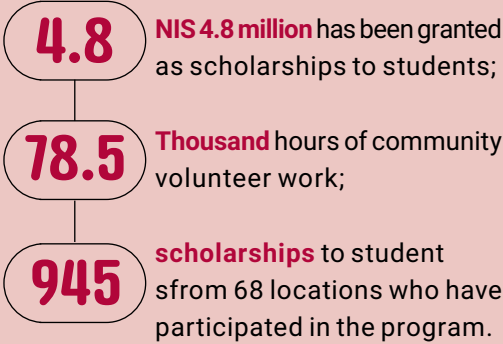 4.8
NIS 4.8 million has been granted
as scholarships to students;
78.5
Thousand hours of community
volunteer work;
945
scholarships to student
sfrom 68 locations who have
participated in the program.